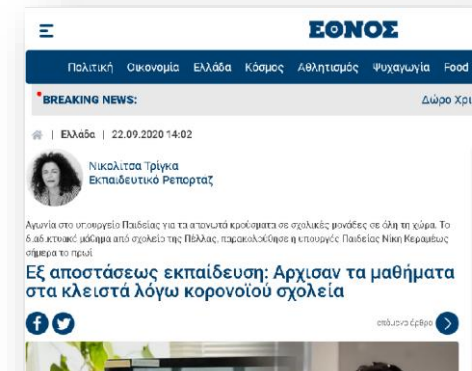 ΕΘΝΟΣ
Πολιτική Οικονομία Ελλάδα Κόσμος Αθλητισμός Ψυχαγωγία Food
BREAKING NEWS: Δώρο Χρι
| Ελλάδα | 22.09.2020 14:02
Νικολίτσα Τρίγκα
Εκπαιδευτικό Ρεπορτάζ
Αγωνία στο υπουργείο Παιδείας για τα απανωτά κρούσματα σε σχολικές μονάδες σε όλη τη χώρα. Το
διαδικτυακό μάθημα από σχολείο της Πέλλας, παρακολούθησε η υπουργός Παιδείας Νίκη Κεραμέως
σήμερα το πρωί
Εξ αποστάσεως εκπαίδευση: Αρχισαν τα μαθήματα
στα κλειστά λόγω κορονοϊού σχολεία
επόμενο άρθρο